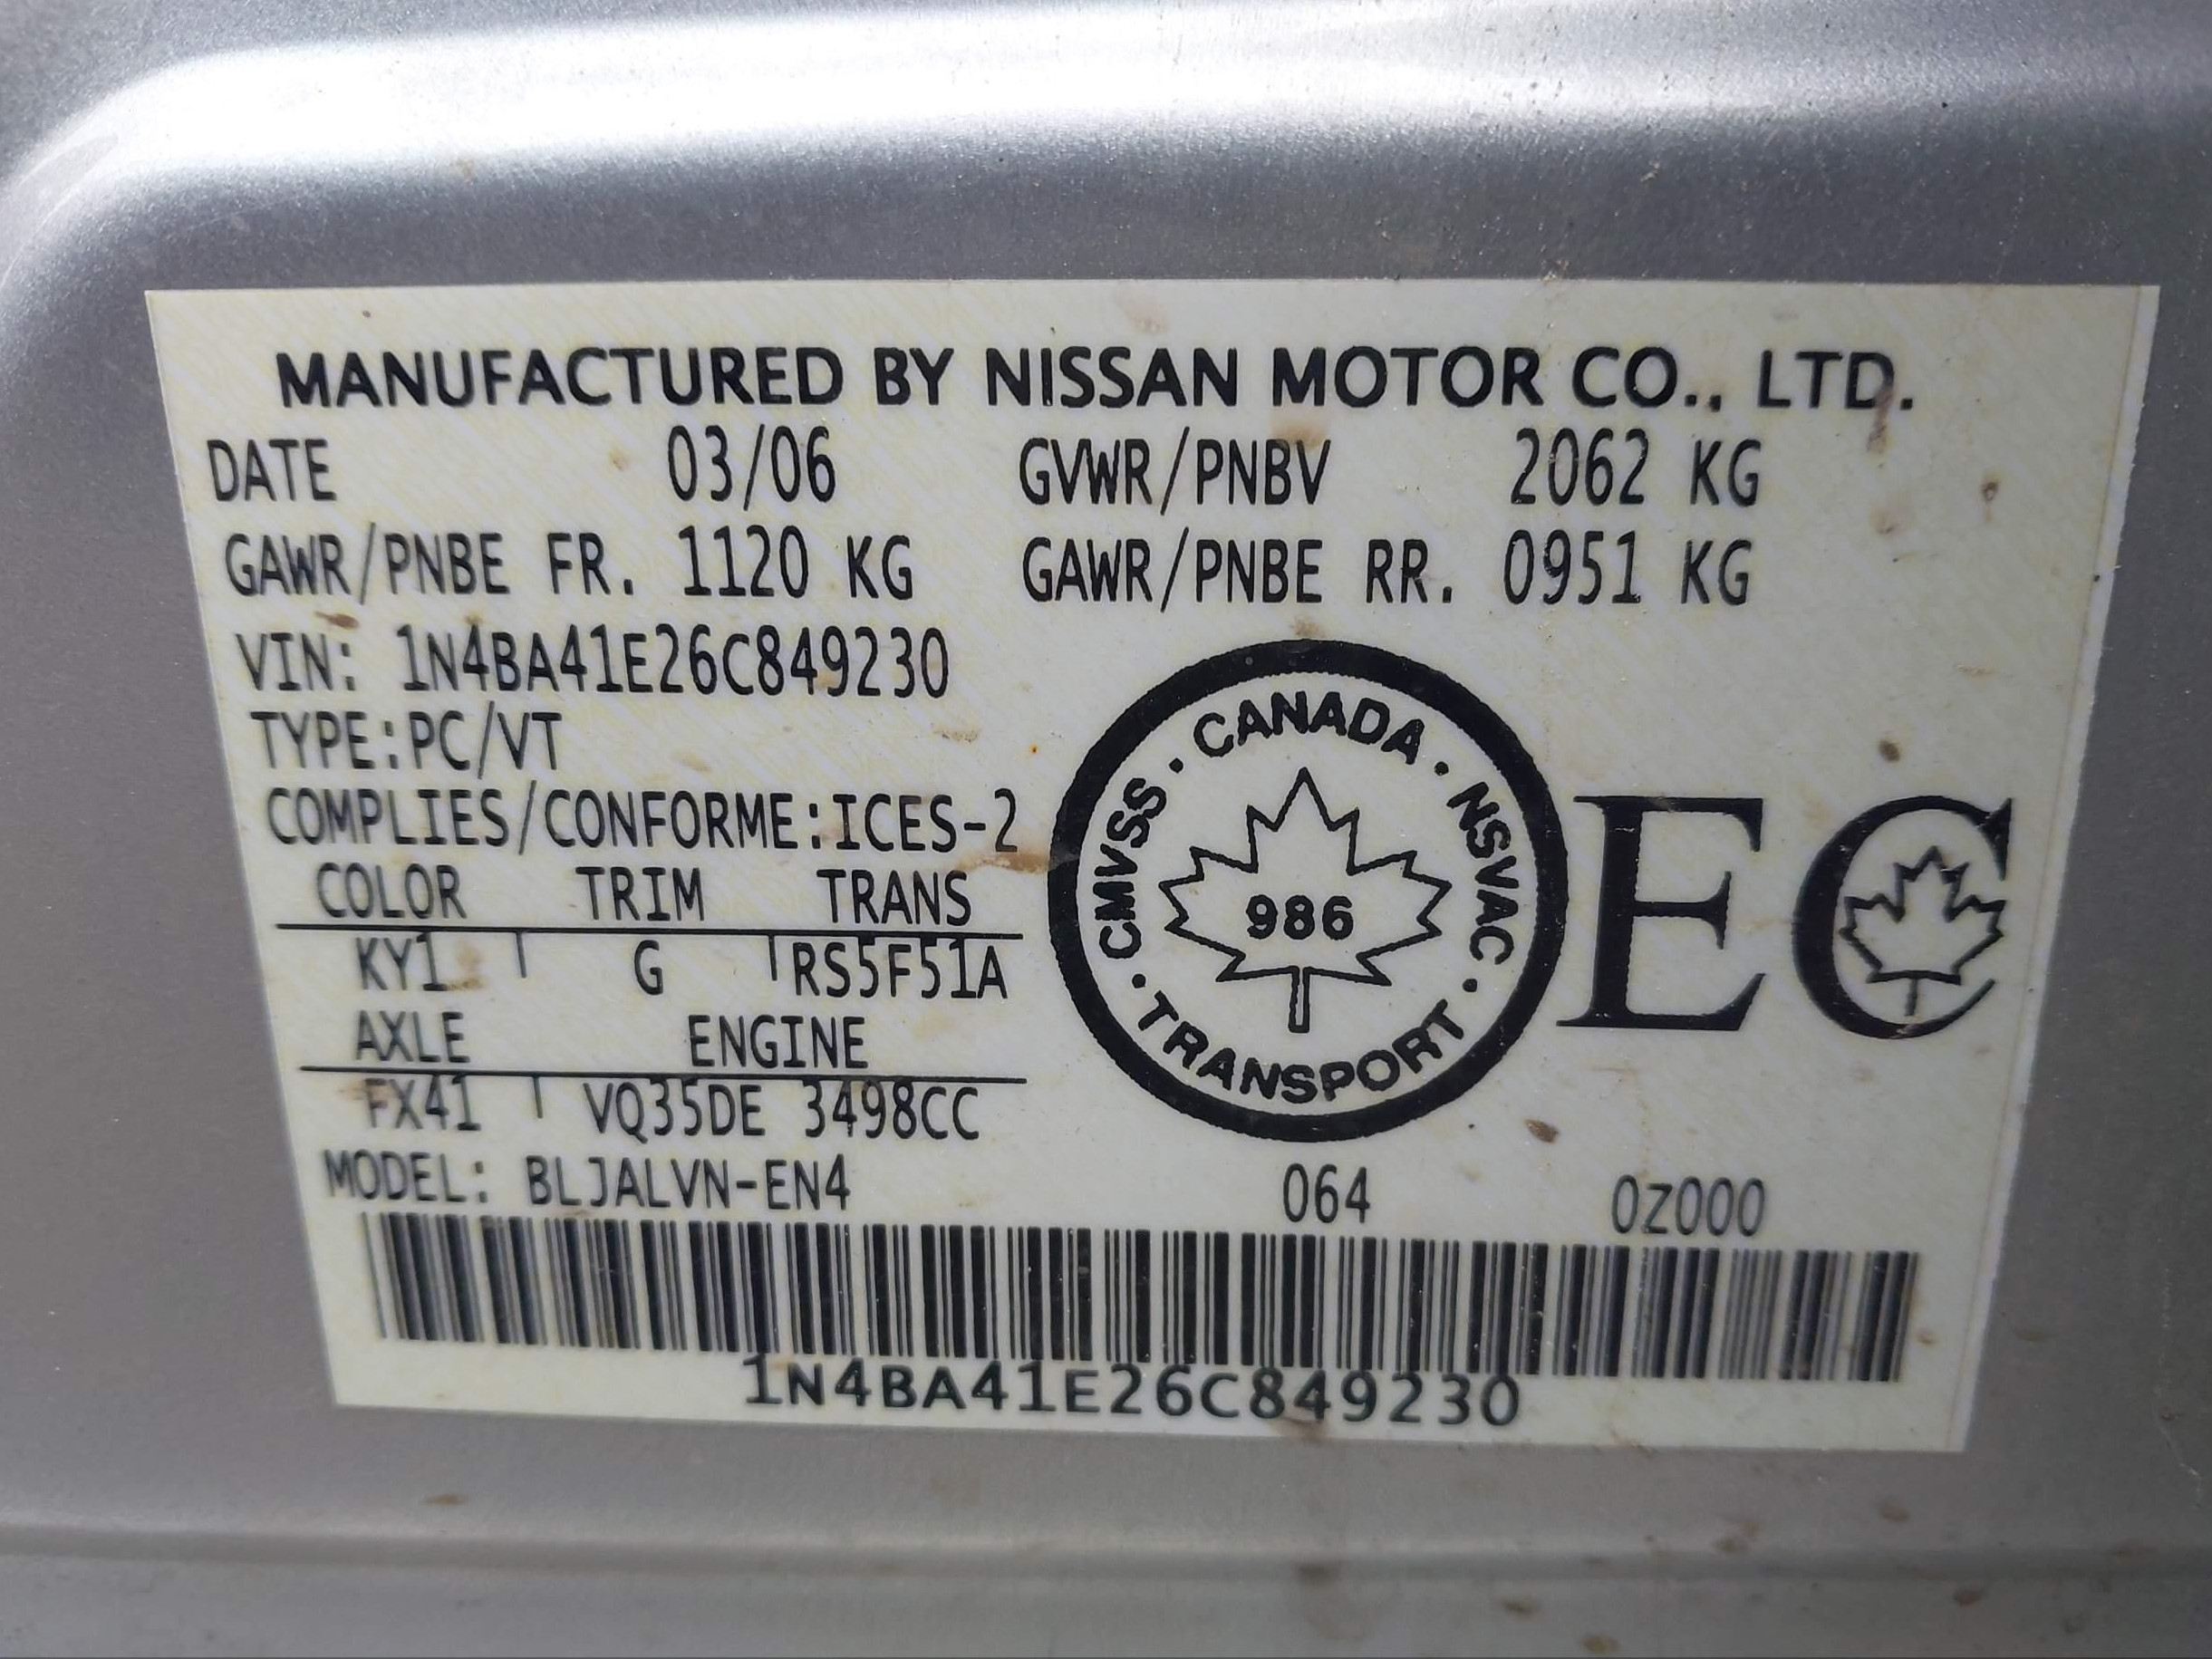 MANUFACTURED BY NISSAN MOTOR CO., LTD.
DATE 03/06 GVWR/PNBV 2062 KG
GAWR/PNBE FR. 1120 KG GAWR/PNBE RR. 0951 KG
VIN: 1N4BA41E26C849230
TYPE:PC/VT
COMPLIES/CONFORME:ICES-2
COLOR TRIM TRANS
KY1 G RS5F51A
AXLE ENGINE
FX41 VQ35DE 3498CC
MODEL: BLJALVN-EN4 064 0Z000
CMVSS · CANADA · NSVAC · TRANSPORT ·
986
EC
1N4BA41E26C849230